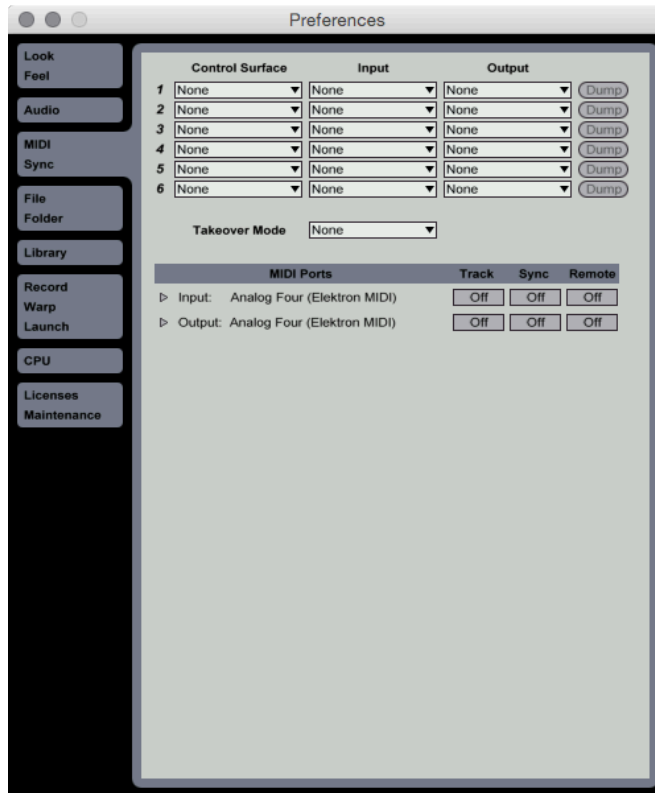 Preferences
Look
Feel
Audio
MIDI
Sync
File
Folder
Library
Record
Warp
Launch
CPU
Licenses
Maintenance
Control Surface Input Output
1 None None None Dump
2 None None None Dump
3 None None None Dump
4 None None None Dump
5 None None None Dump
6 None None None Dump
Takeover Mode None
MIDI Ports Track Sync Remote
Input: Analog Four (Elektron MIDI) Off Off Off
Output: Analog Four (Elektron MIDI) Off Off Off